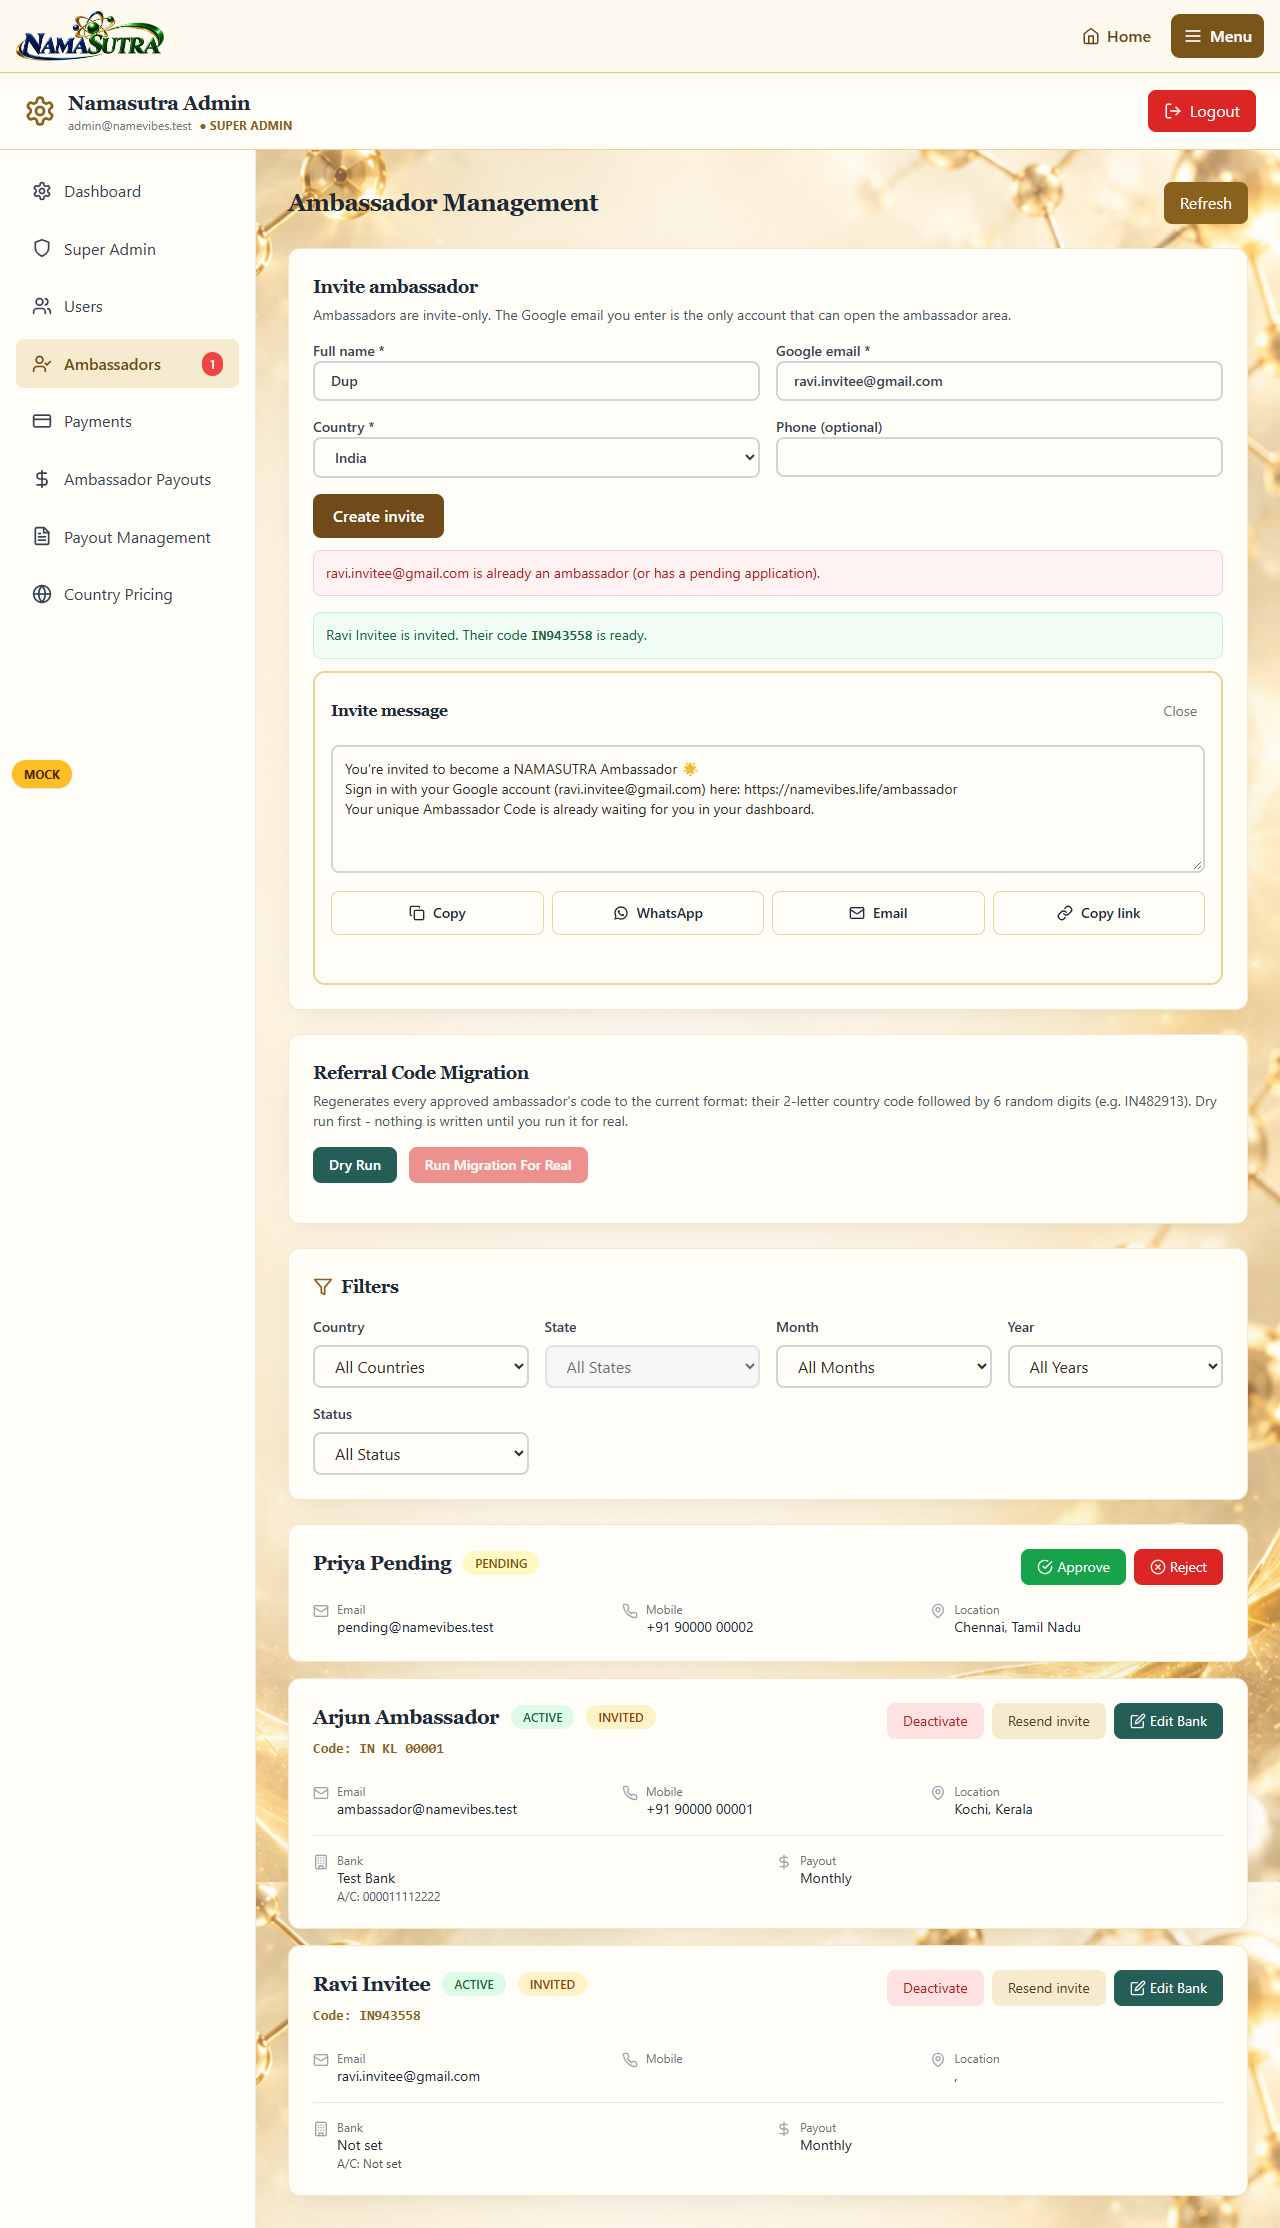 NAMASUTRA
Home
Menu
Namasutra Admin
admin@namevibes.test ● SUPER ADMIN
Logout
Dashboard
Super Admin
Users
Ambassadors 1
Payments
Ambassador Payouts
Payout Management
Country Pricing
MOCK
Ambassador Management
Refresh
Invite ambassador
Ambassadors are invite-only. The Google email you enter is the only account that can open the ambassador area.
Full name *
Dup
Google email *
ravi.invitee@gmail.com
Country *
India
Phone (optional)
Create invite
ravi.invitee@gmail.com is already an ambassador (or has a pending application).
Ravi Invitee is invited. Their code IN943558 is ready.
Invite message
Close
You're invited to become a NAMASUTRA Ambassador 🌟
Sign in with your Google account (ravi.invitee@gmail.com) here: https://namevibes.life/ambassador
Your unique Ambassador Code is already waiting for you in your dashboard.
Copy
WhatsApp
Email
Copy link
Referral Code Migration
Regenerates every approved ambassador's code to the current format: their 2-letter country code followed by 6 random digits (e.g. IN482913). Dry
run first - nothing is written until you run it for real.
Dry Run
Run Migration For Real
Filters
Country
All Countries
State
All States
Month
All Months
Year
All Years
Status
All Status
Priya Pending PENDING
Approve
Reject
Email
pending@namevibes.test
Mobile
+91 90000 00002
Location
Chennai, Tamil Nadu
Arjun Ambassador ACTIVE INVITED
Deactivate
Resend invite
Edit Bank
Code: IN KL 00001
Email
ambassador@namevibes.test
Mobile
+91 90000 00001
Location
Kochi, Kerala
Bank
Test Bank
A/C: 000011112222
Payout
Monthly
Ravi Invitee ACTIVE INVITED
Deactivate
Resend invite
Edit Bank
Code: IN943558
Email
ravi.invitee@gmail.com
Mobile
Location
,
Bank
Not set
A/C: Not set
Payout
Monthly